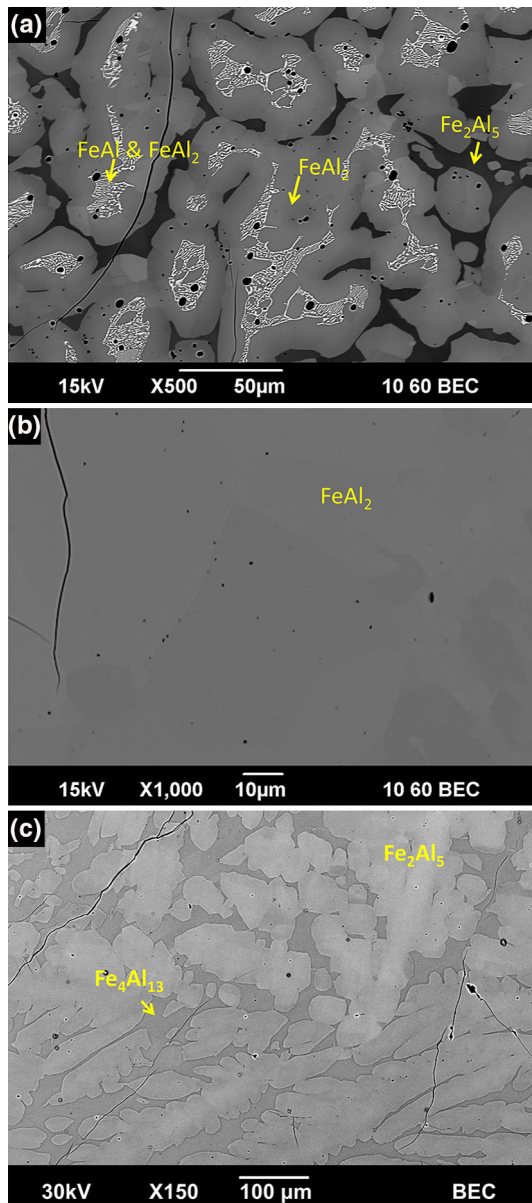 (a)
FeAl & FeAl₂
FeAl
Fe₂Al₅
15kV X500 50µm 10 60 BEC
(b)
FeAl₂
15kV X1,000 10µm 10 60 BEC
(c)
Fe₂Al₅
Fe₄Al₁₃
30kV X150 100 µm BEC